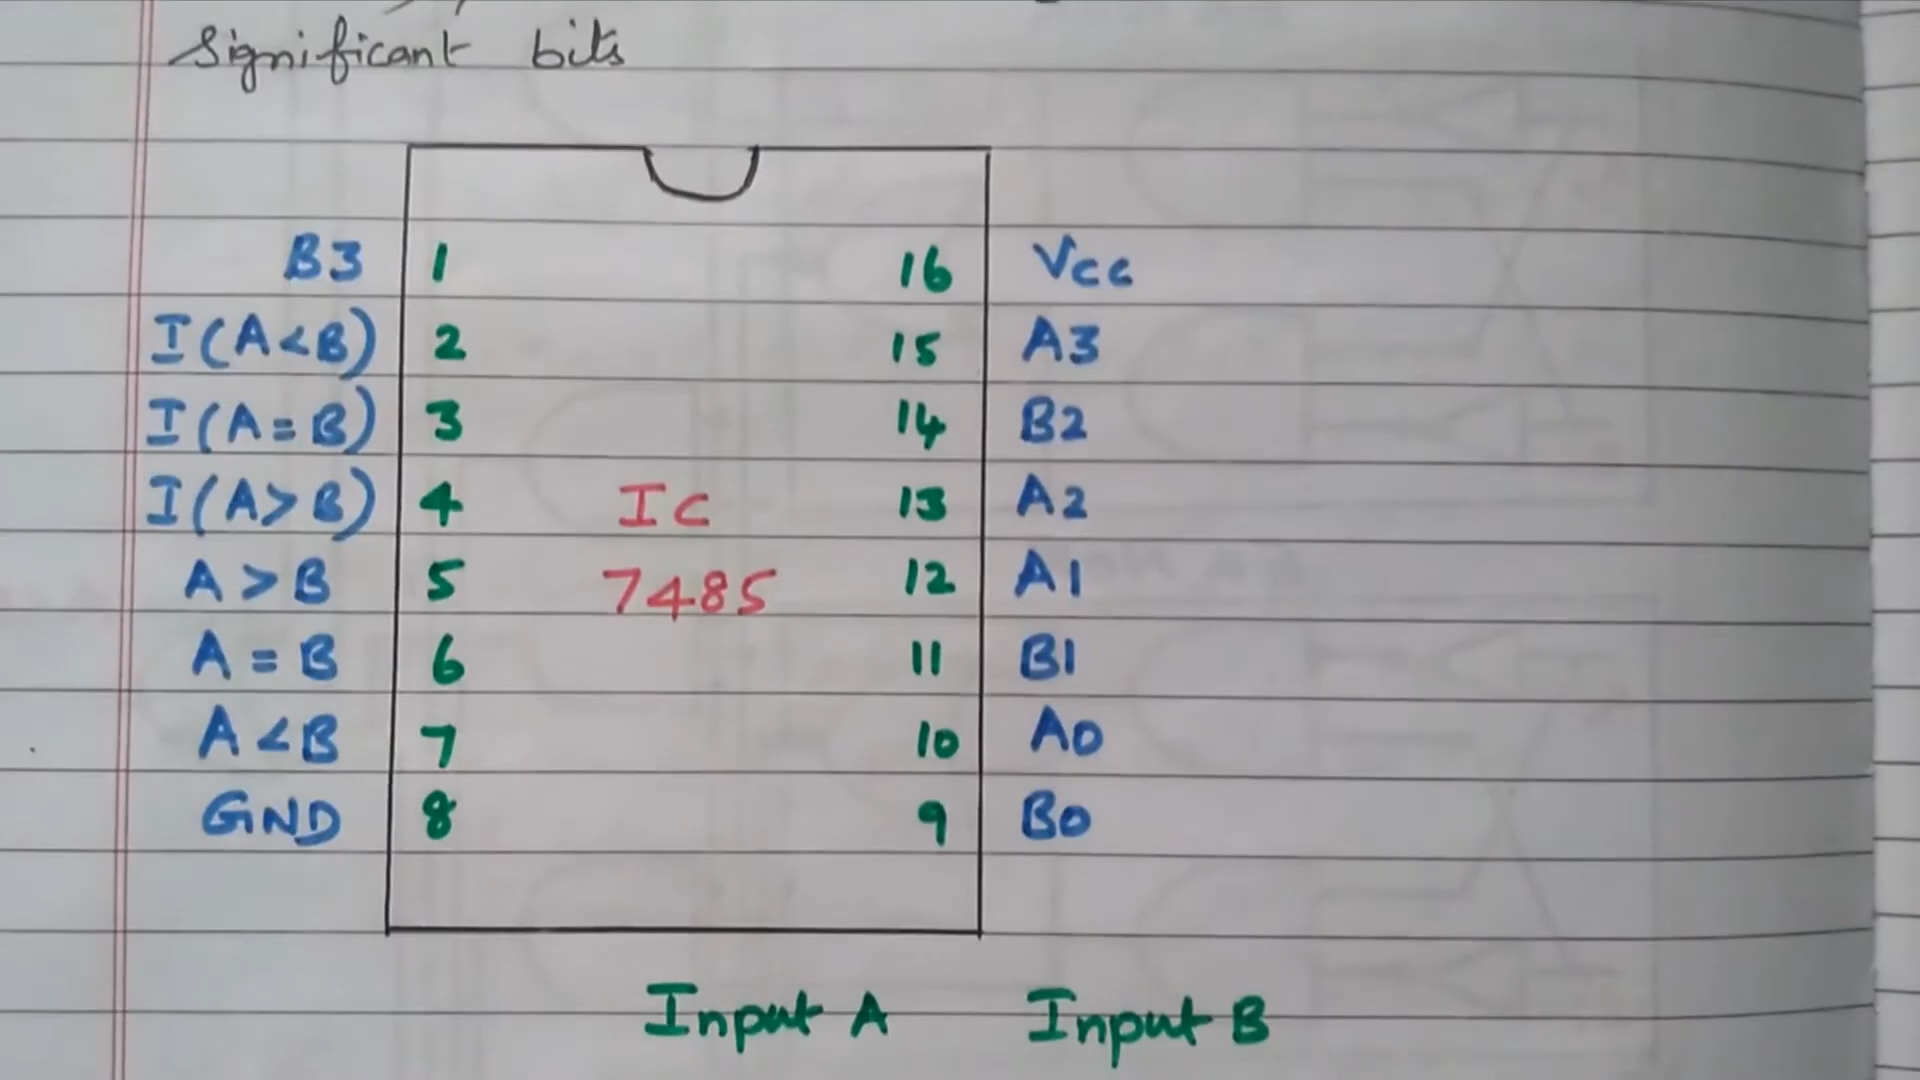 Significant bits
B3 1 16 Vcc
I(A<B) 2 15 A3
I(A=B) 3 14 B2
I(A>B) 4 IC 13 A2
A>B 5 7485 12 A1
A=B 6 11 B1
A<B 7 10 A0
GND 8 9 B0
Input A Input B